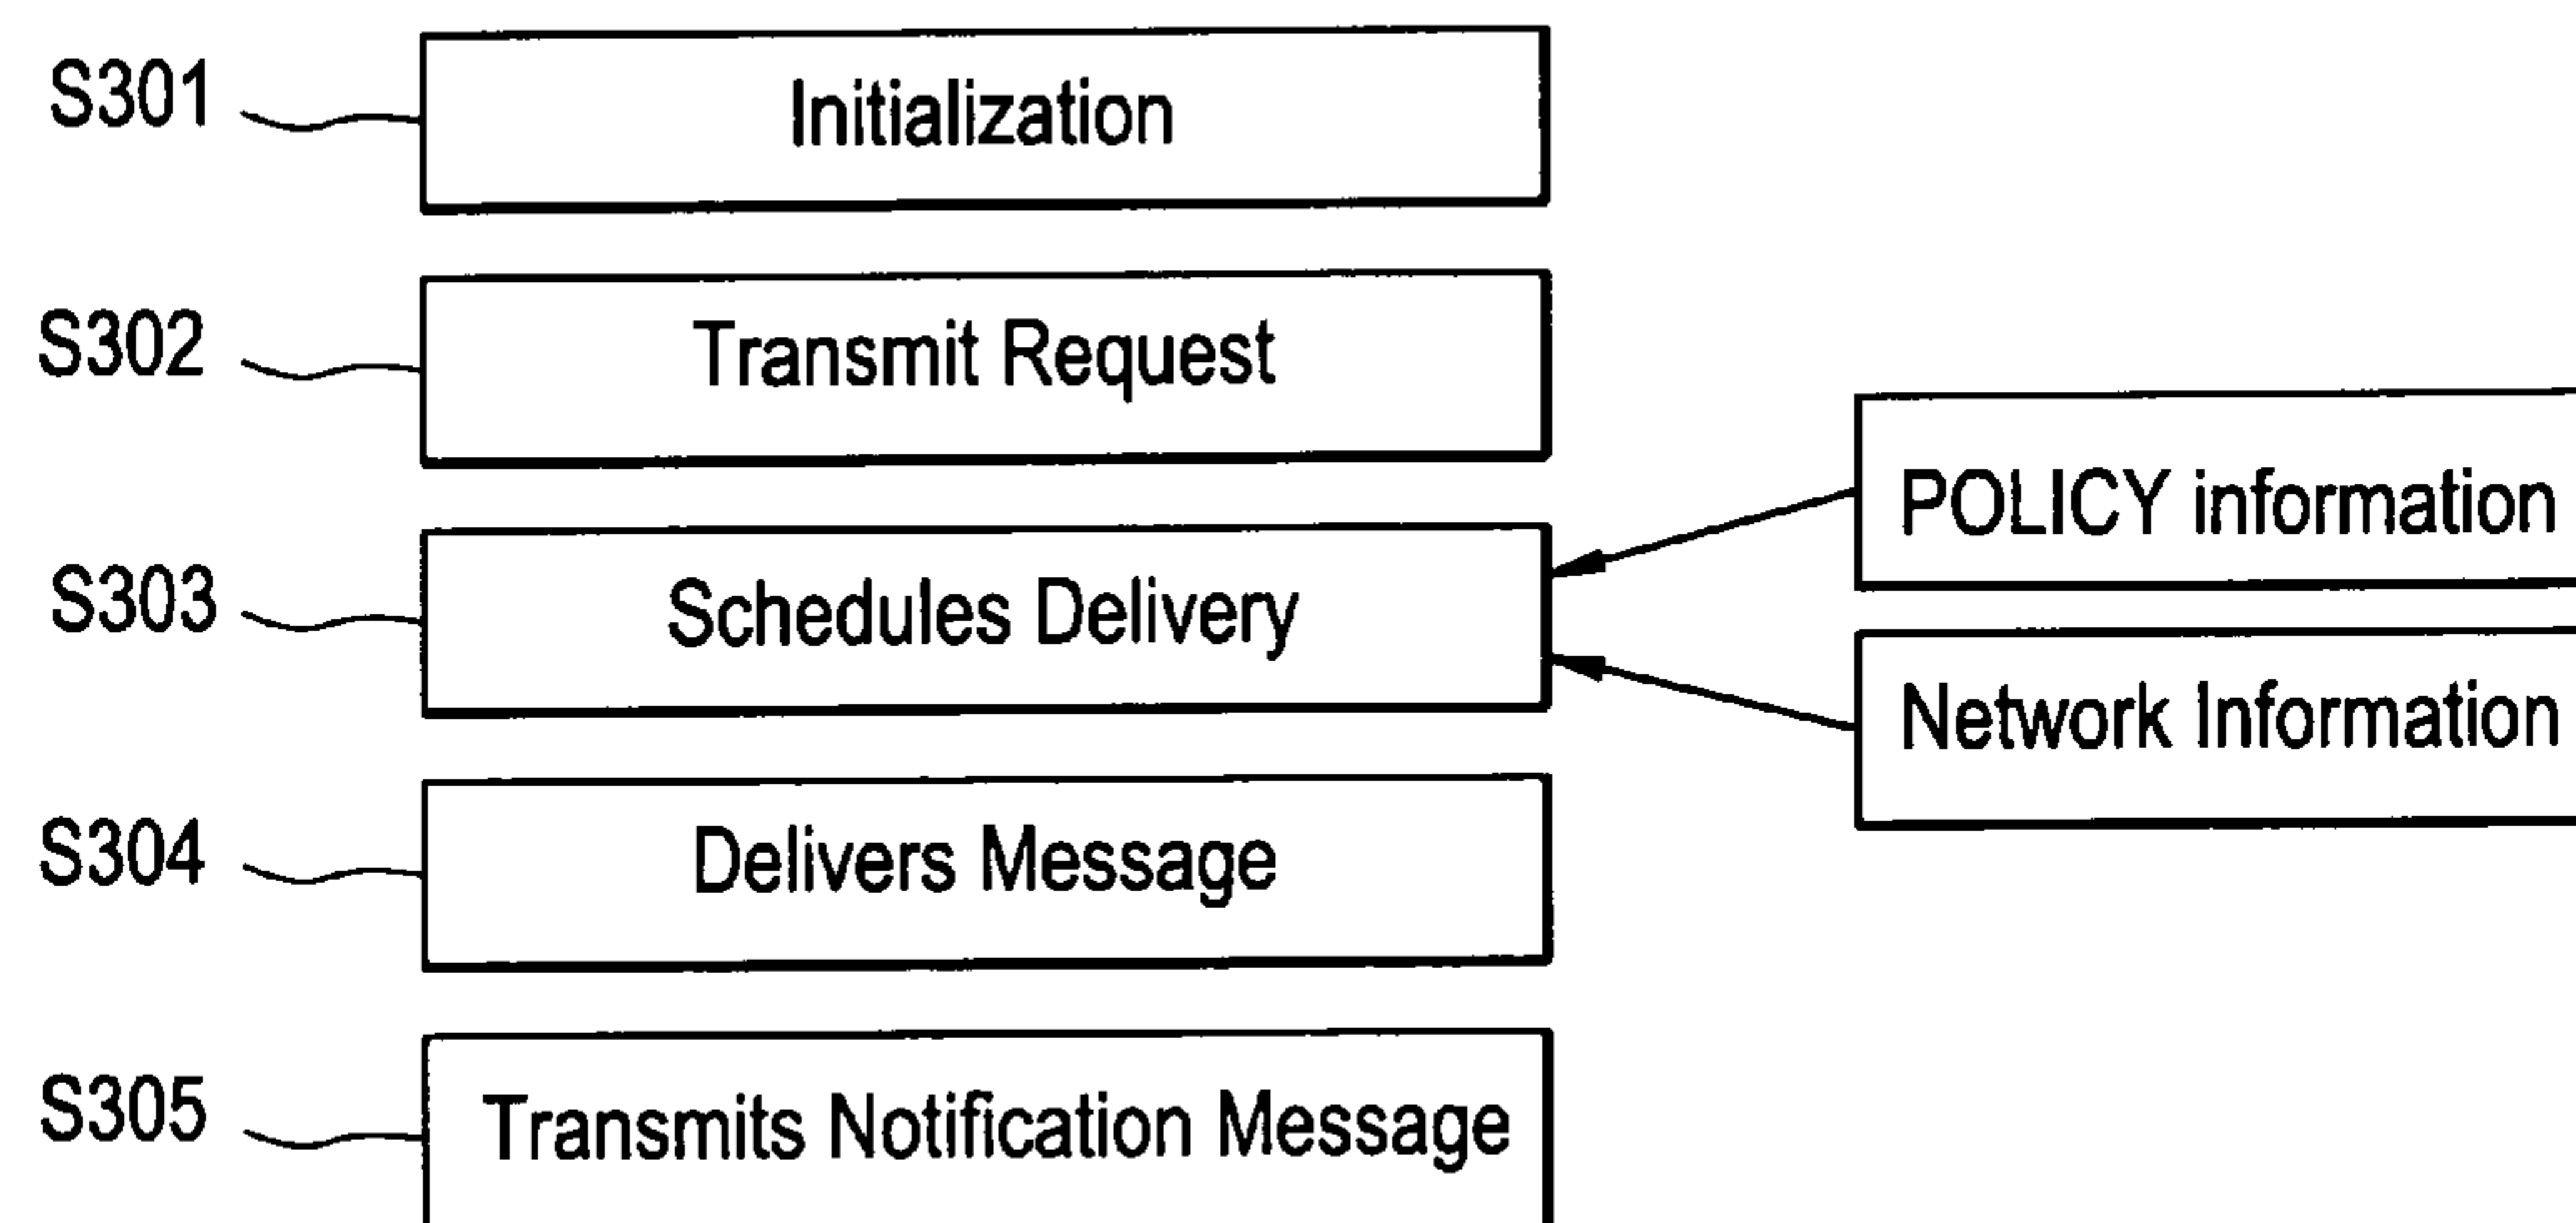 S301
Initialization
S302
Transmit Request
S303
Schedules Delivery
POLICY information
Network Information
S304
Delivers Message
S305
Transmits Notification Message